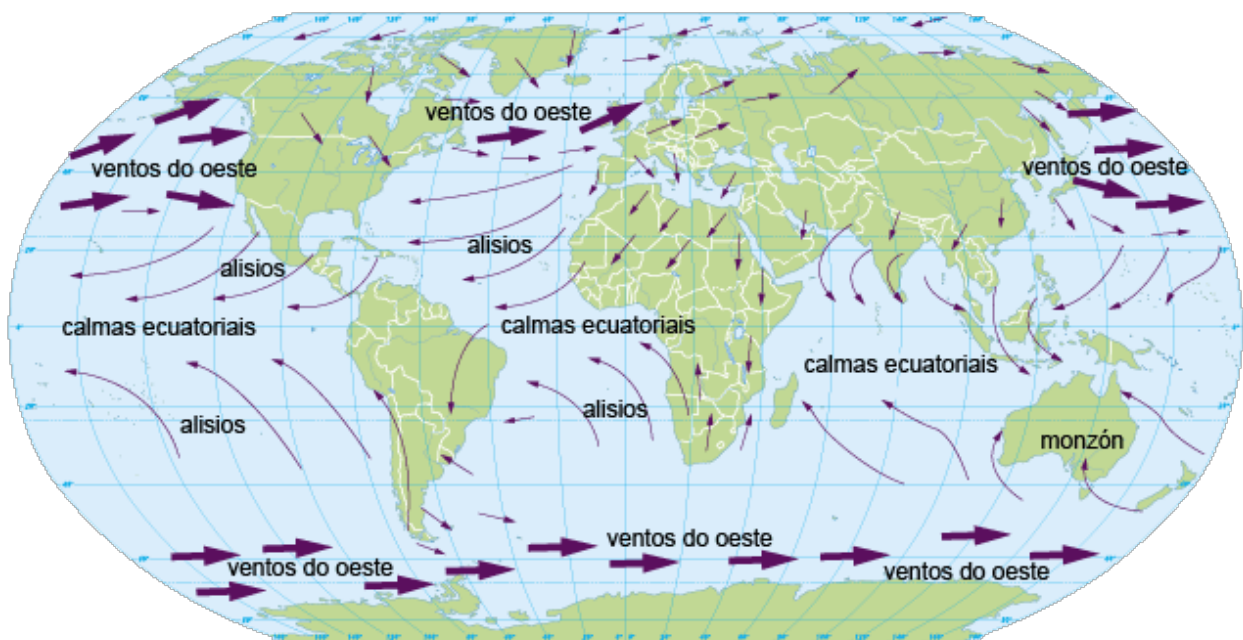 ventos do oeste
ventos do oeste
ventos do oeste
alisios
alisios
calmas ecuatoriais
calmas ecuatoriais
calmas ecuatoriais
alisios
alisios
monzón
ventos do oeste
ventos do oeste
ventos do oeste